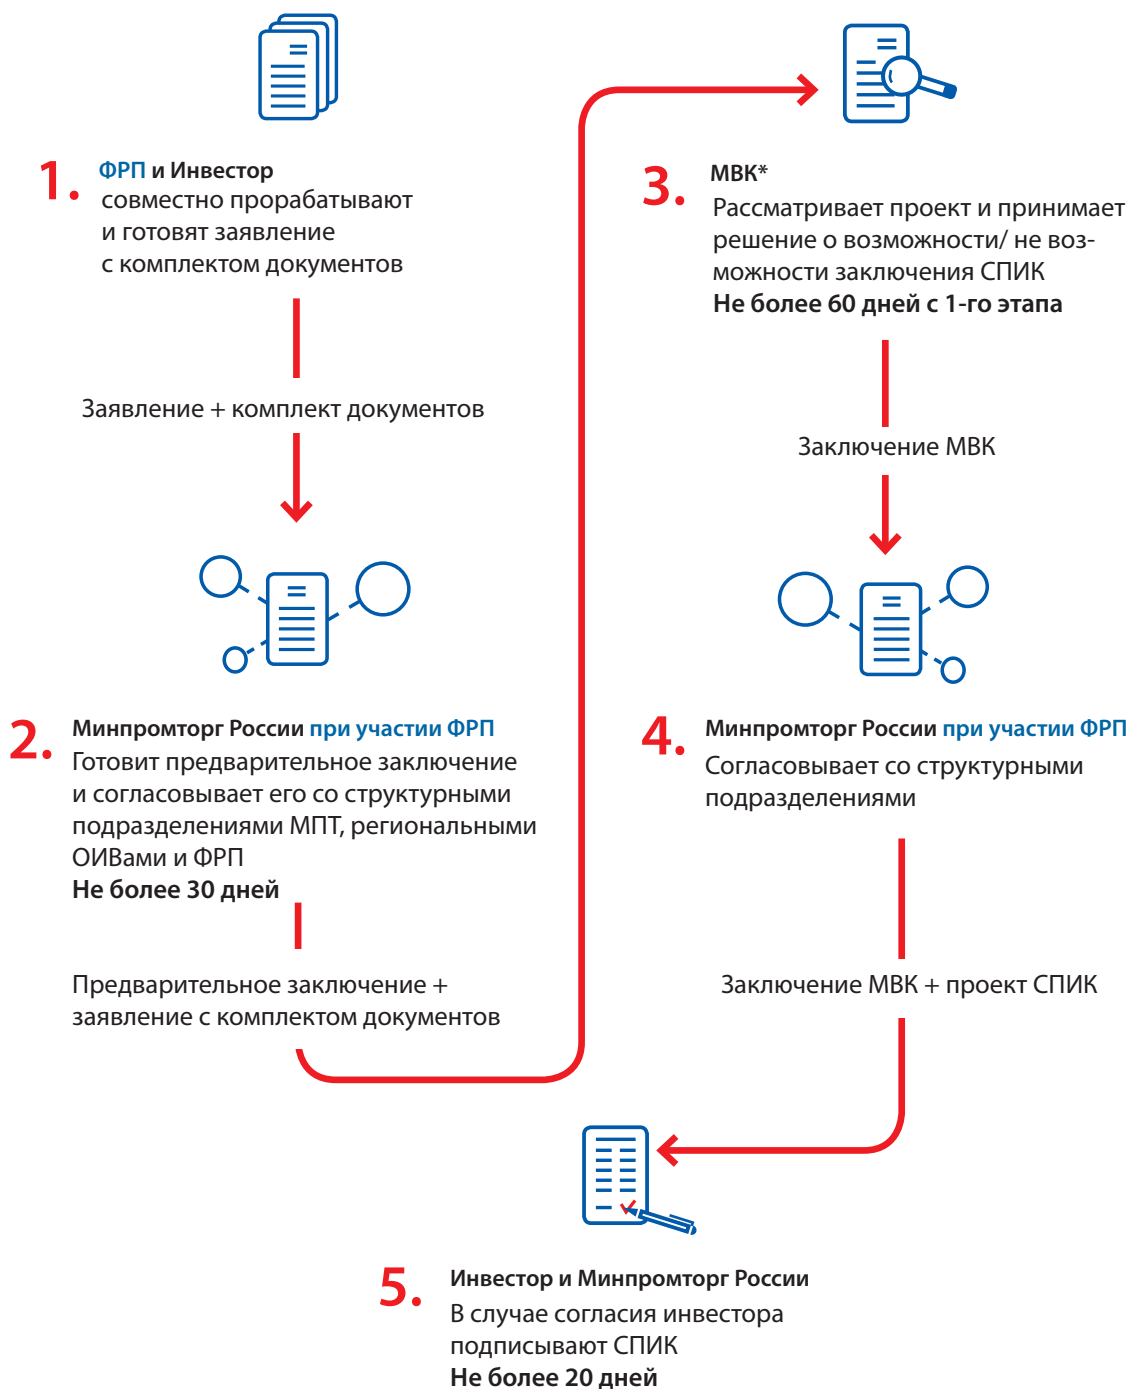 1.
ФРП и Инвестор
совместно прорабатывают
и готовят заявление
с комплектом документов
Заявление + комплект документов
2.
Минпромторг России при участии ФРП
Готовит предварительное заключение
и согласовывает его со структурными
подразделениями МПТ, региональными
ОИВами и ФРП
Не более 30 дней
Предварительное заключение +
заявление с комплектом документов
3.
МВК*
Рассматривает проект и принимает
решение о возможности/ не воз-
можности заключения СПИК
Не более 60 дней с 1-го этапа
Заключение МВК
4.
Минпромторг России при участии ФРП
Согласовывает со структурными
подразделениями
Заключение МВК + проект СПИК
5.
Инвестор и Минпромторг России
В случае согласия инвестора
подписывают СПИК
Не более 20 дней